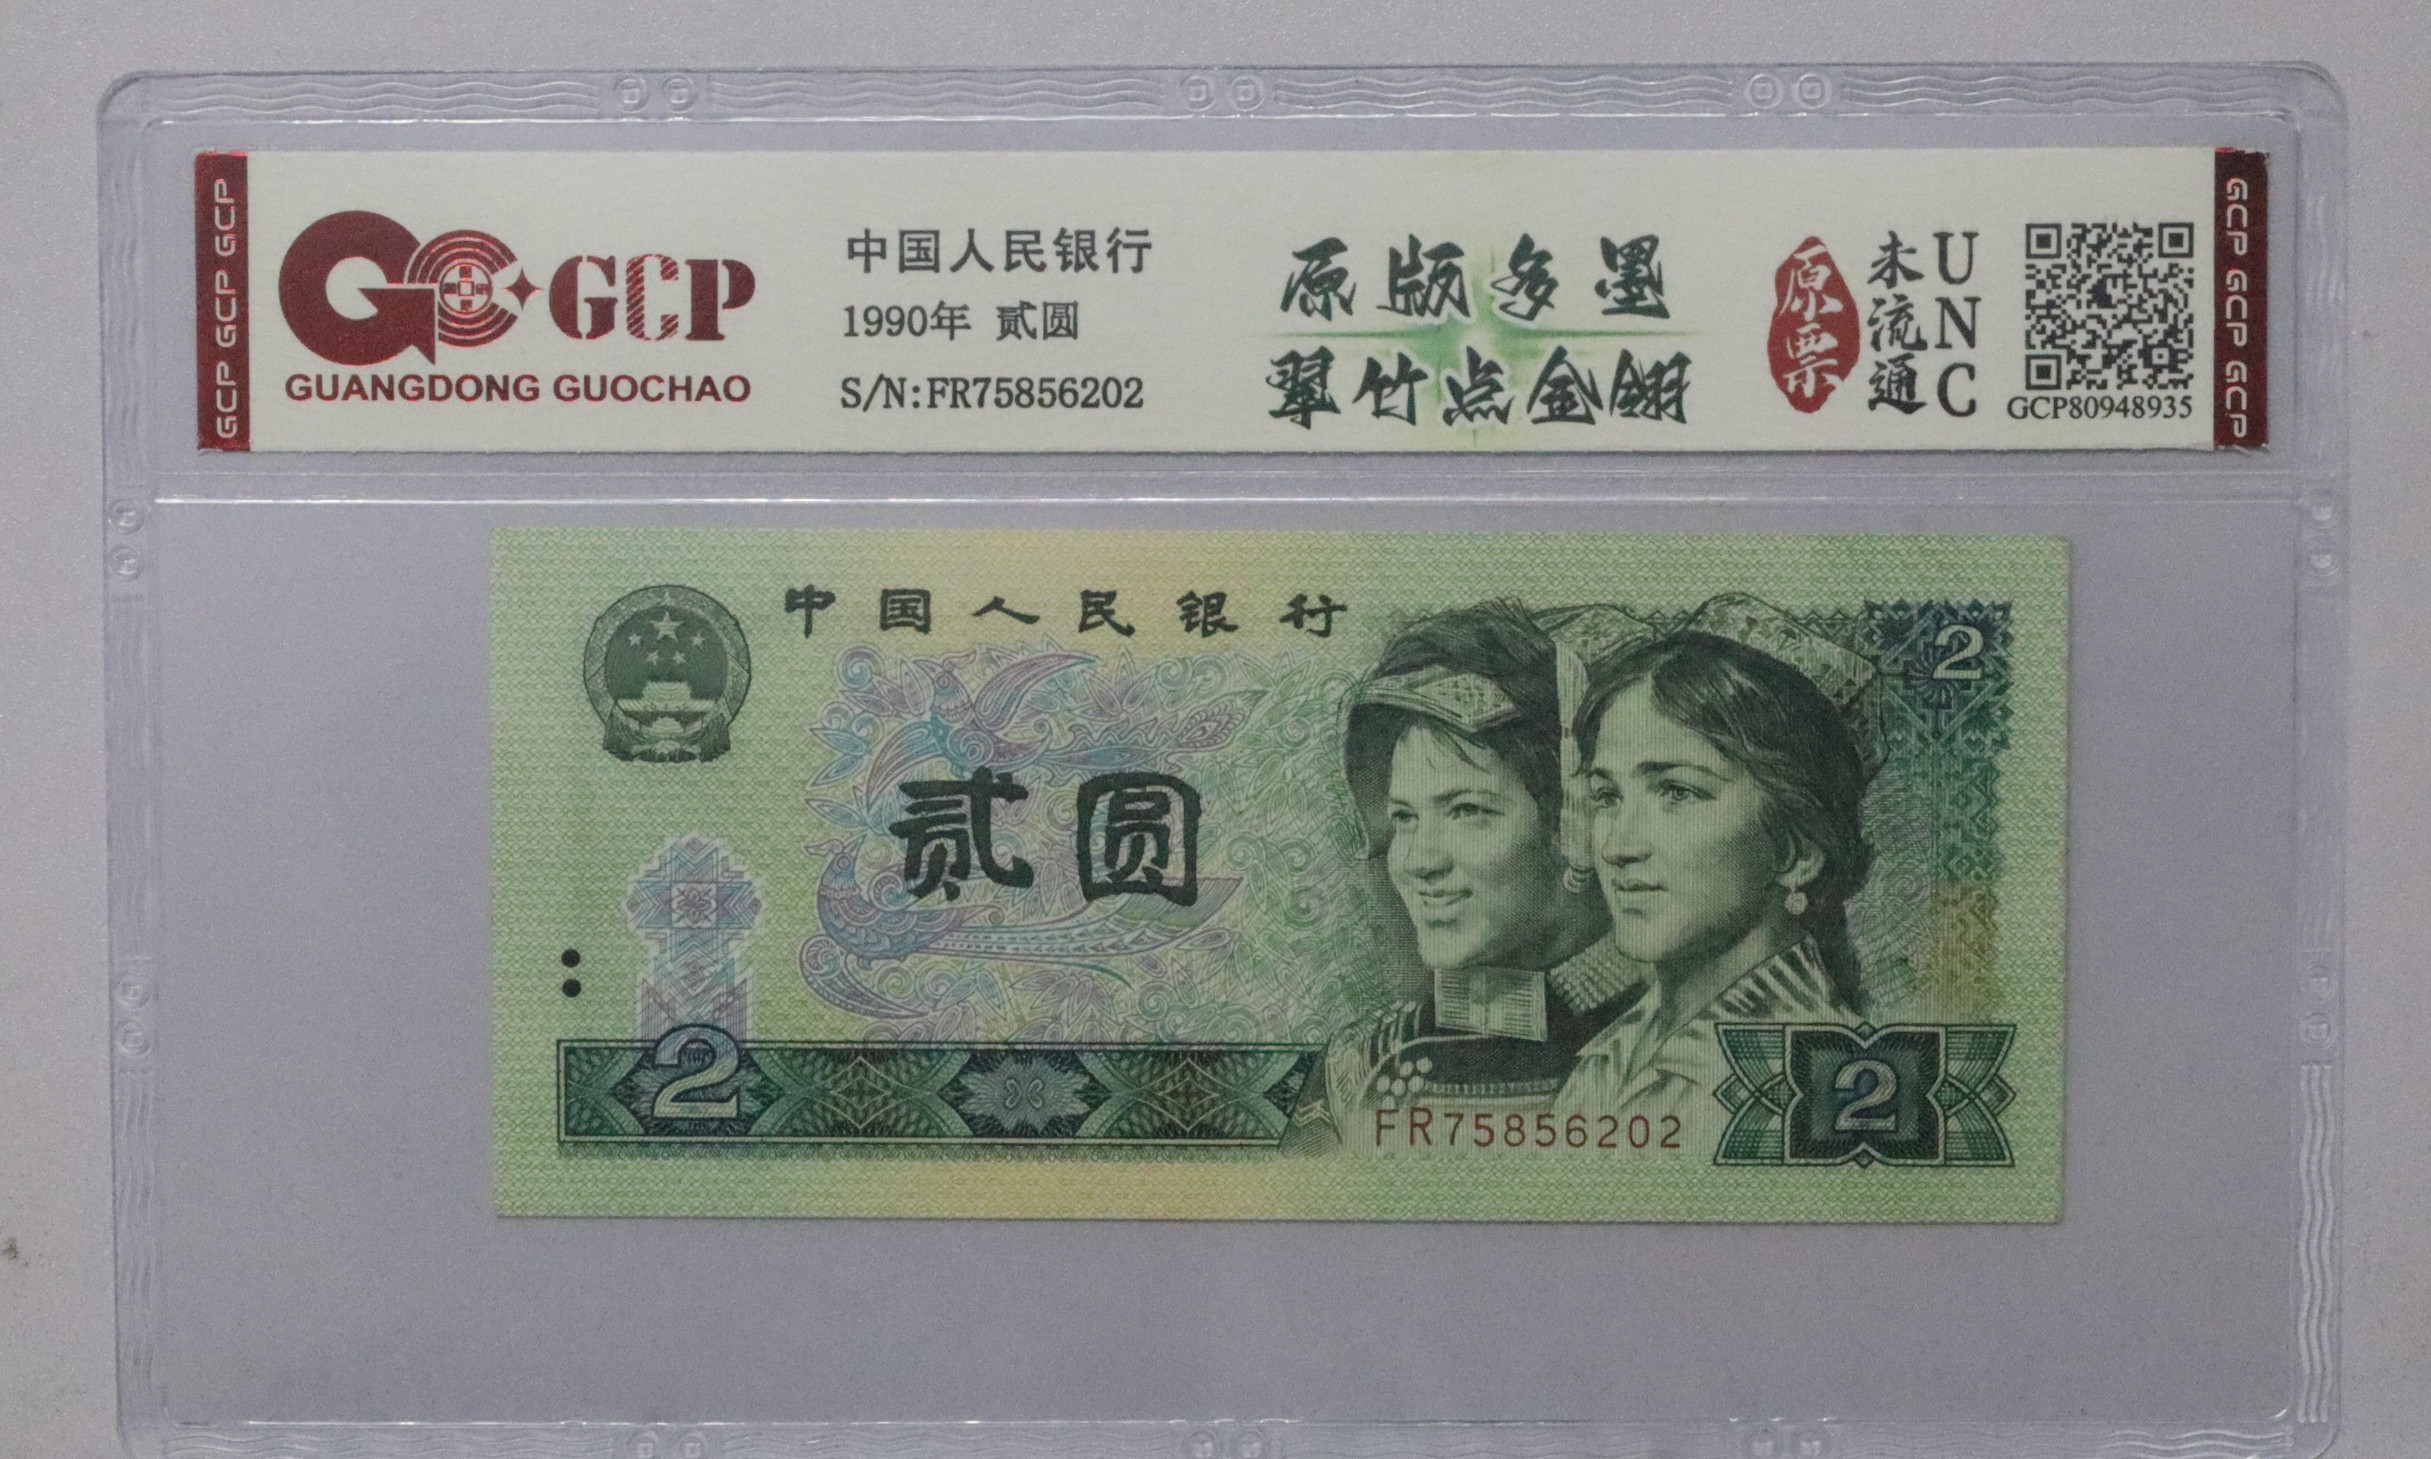 GCP GCP GCP
GCP
GUANGDONG GUOCHAO
中国人民银行
1990年 贰圆
S/N:FR75856202
原版多墨
翠竹点金翎
原票
未流通
UNC
GCP80948935
GCP GCP GCP
中国人民银行
2
贰圆
2
FR75856202
2